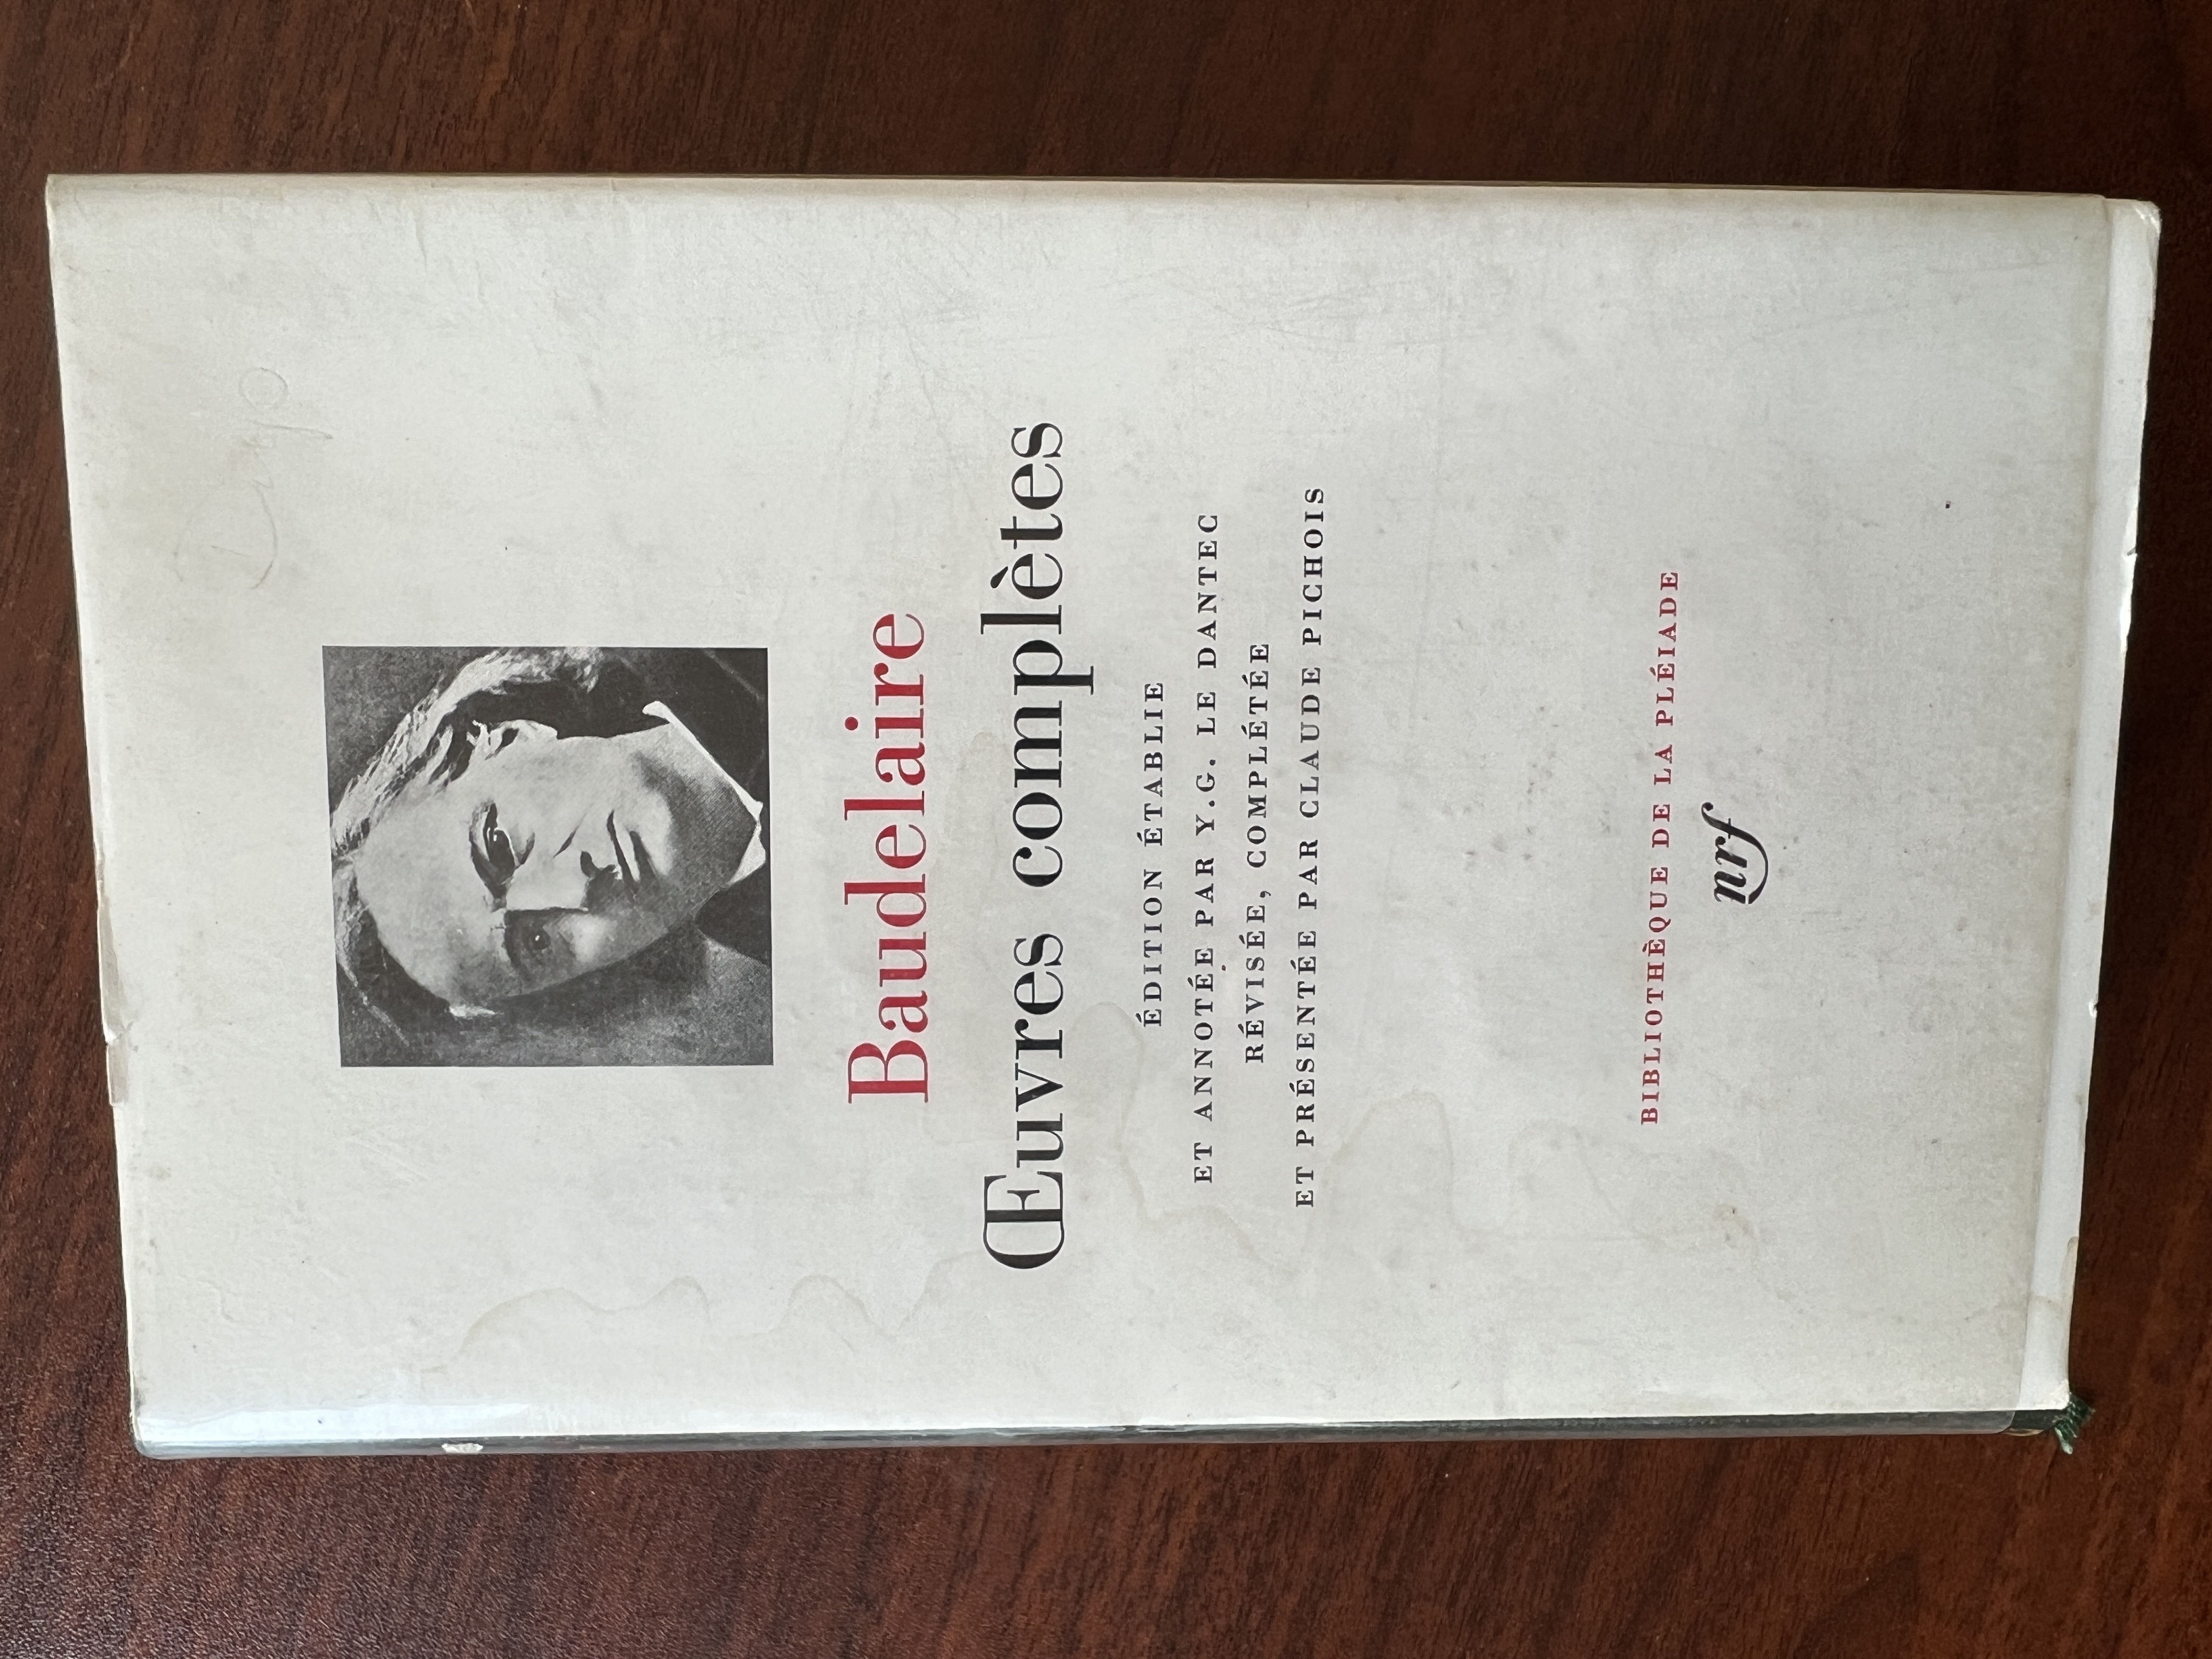 Baudelaire
Œuvres complètes
ÉDITION ÉTABLIE
ET ANNOTÉE PAR Y.G. LE DANTEC
RÉVISÉE, COMPLÉTÉE
ET PRÉSENTÉE PAR CLAUDE PICHOIS
BIBLIOTHÈQUE DE LA PLÉIADE
nrf